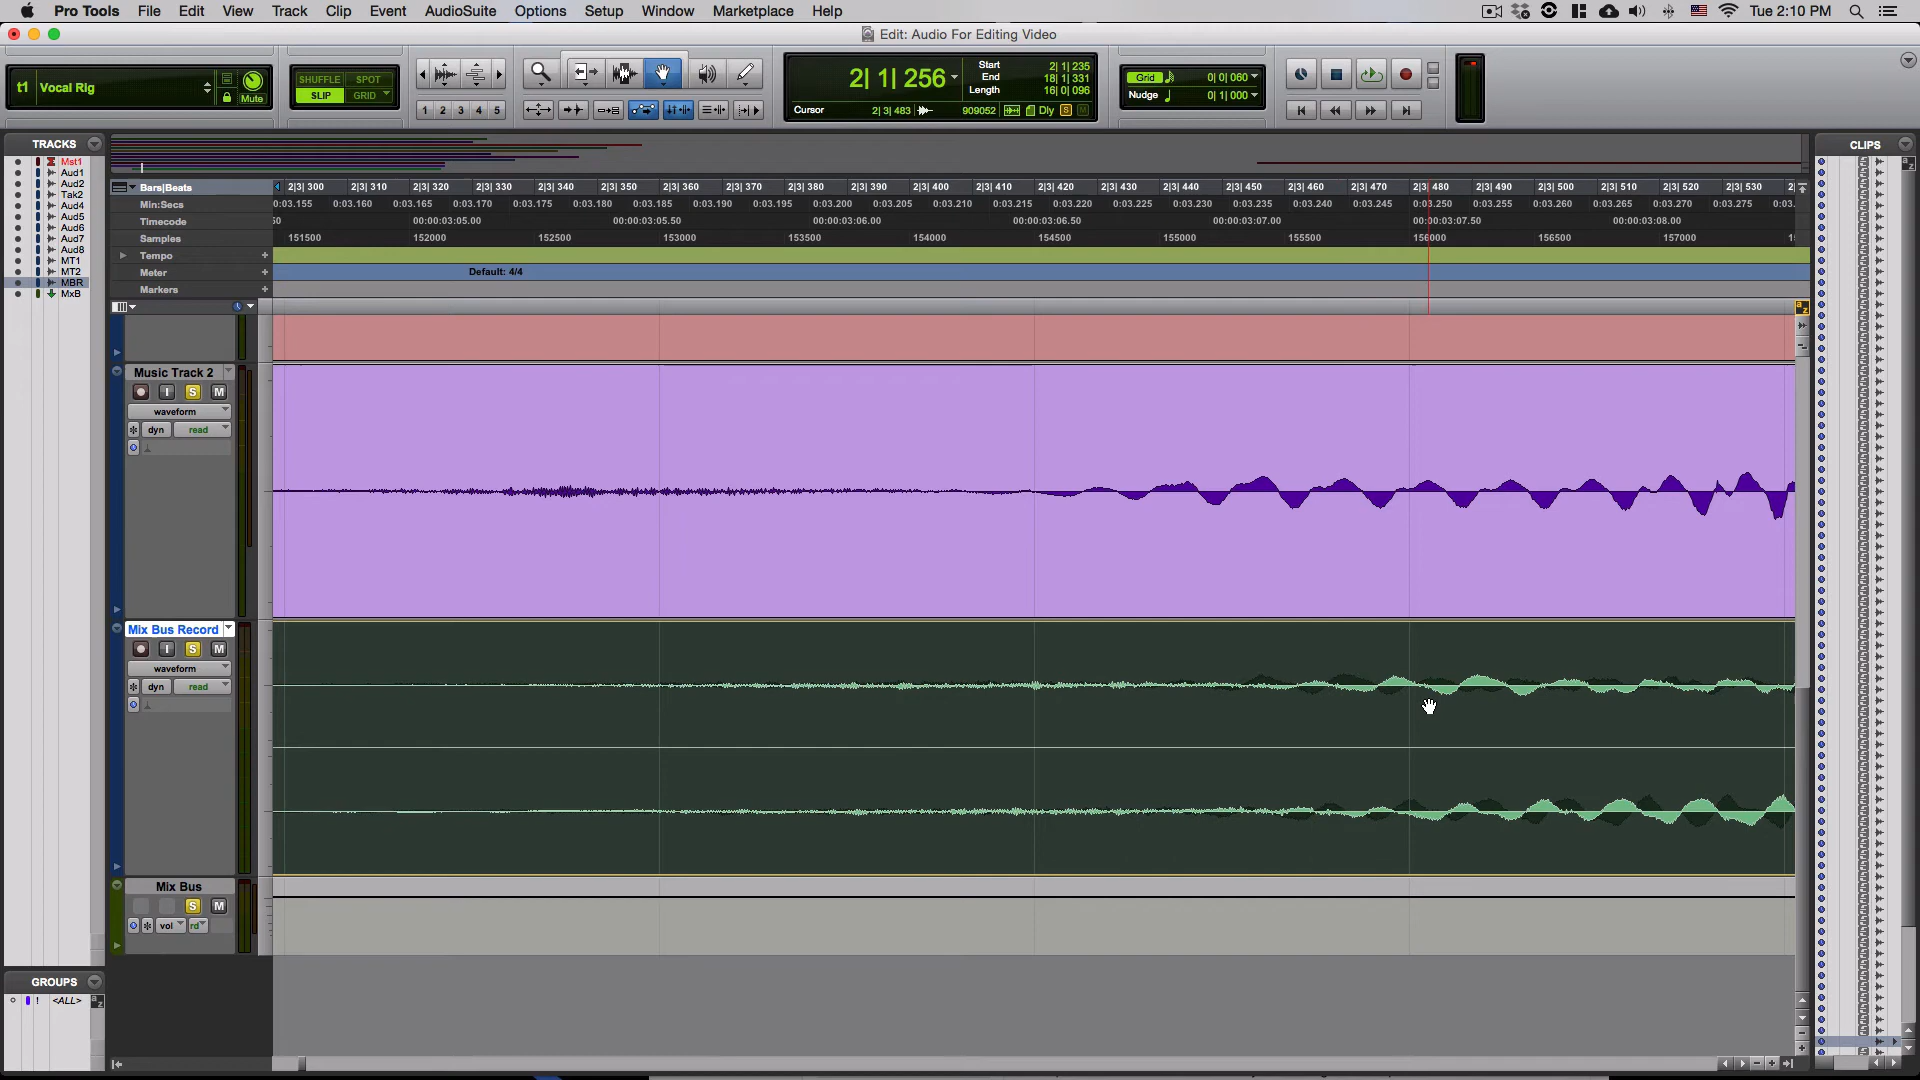 Pro Tools File Edit View Track Clip Event AudioSuite Options Setup Window Marketplace Help Tue 2:10 PM
Edit: Audio For Editing Video
t1 Vocal Rig Mute
SHUFFLE SPOT
SLIP GRID
1 2 3 4 5
2| 1| 256
Start 2| 1| 235
End 18| 1| 331
Length 16| 0| 096
Cursor 2| 3| 483 909052 Dly S M
Grid 0| 0| 060
Nudge 0| 1| 000
TRACKS
Mst1
Aud1
Aud2
Tak2
Aud4
Aud5
Aud6
Aud7
Aud8
MT1
MT2
MBR
MxB
CLIPS
Bars|Beats 2|3| 300 2|3| 310 2|3| 320 2|3| 330 2|3| 340 2|3| 350 2|3| 360 2|3| 370 2|3| 380 2|3| 390 2|3| 400 2|3| 410 2|3| 420 2|3| 430 2|3| 440 2|3| 450 2|3| 460 2|3| 470 2|3| 480 2|3| 490 2|3| 500 2|3| 510 2|3| 520 2|3| 530
Min:Secs 0:03.155 0:03.160 0:03.165 0:03.170 0:03.175 0:03.180 0:03.185 0:03.190 0:03.195 0:03.200 0:03.205 0:03.210 0:03.215 0:03.220 0:03.225 0:03.230 0:03.235 0:03.240 0:03.245 0:03.250 0:03.255 0:03.260 0:03.265 0:03.270 0:03.275 0:03.
Timecode 00:00:03:05.00 00:00:03:05.50 00:00:03:06.00 00:00:03:06.50 00:00:03:07.00 00:00:03:07.50 00:00:03:08.00
Samples 151500 152000 152500 153000 153500 154000 154500 155000 155500 156000 156500 157000
Tempo
Meter Default: 4/4
Markers
Music Track 2
I S M
waveform
dyn read
Mix Bus Record
I S M
waveform
dyn read
Mix Bus
S M
vol rd
GROUPS
! <ALL>